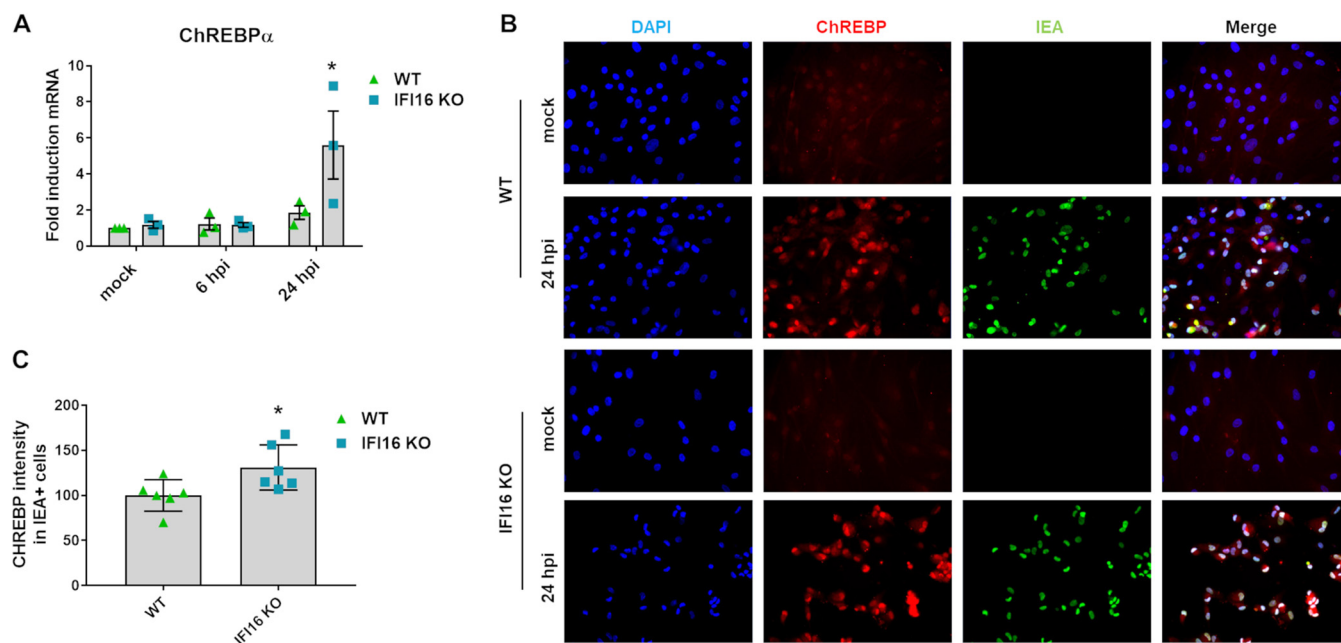 A
ChREBPα
Fold induction mRNA
10
8
6
4
2
0
mock
6 hpi
24 hpi
*
WT
IFI16 KO
B
DAPI
ChREBP
IEA
Merge
WT
mock
24 hpi
IFI16 KO
mock
24 hpi
C
CHREBP intensity
in IEA+ cells
200
150
100
50
0
WT
IFI16 KO
*
WT
IFI16 KO